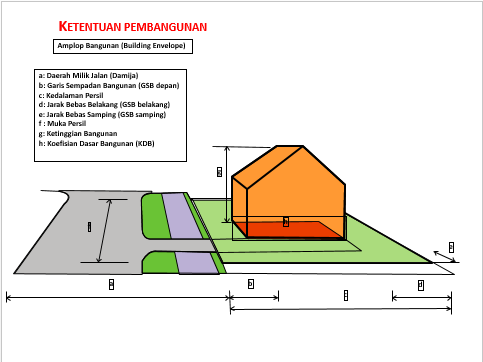 KETENTUAN PEMBANGUNAN
Amplop Bangunan (Building Envelope)
a: Daerah Milik Jalan (Damija)
b: Garis Sempadan Bangunan (GSB depan)
c: Kedalaman Persil
d: Jarak Bebas Belakang (GSB belakang)
e: Jarak Bebas Samping (GSB samping)
f : Muka Persil
g: Ketinggian Bangunan
h: Koefisian Dasar Bangunan (KDB)
g
h
d